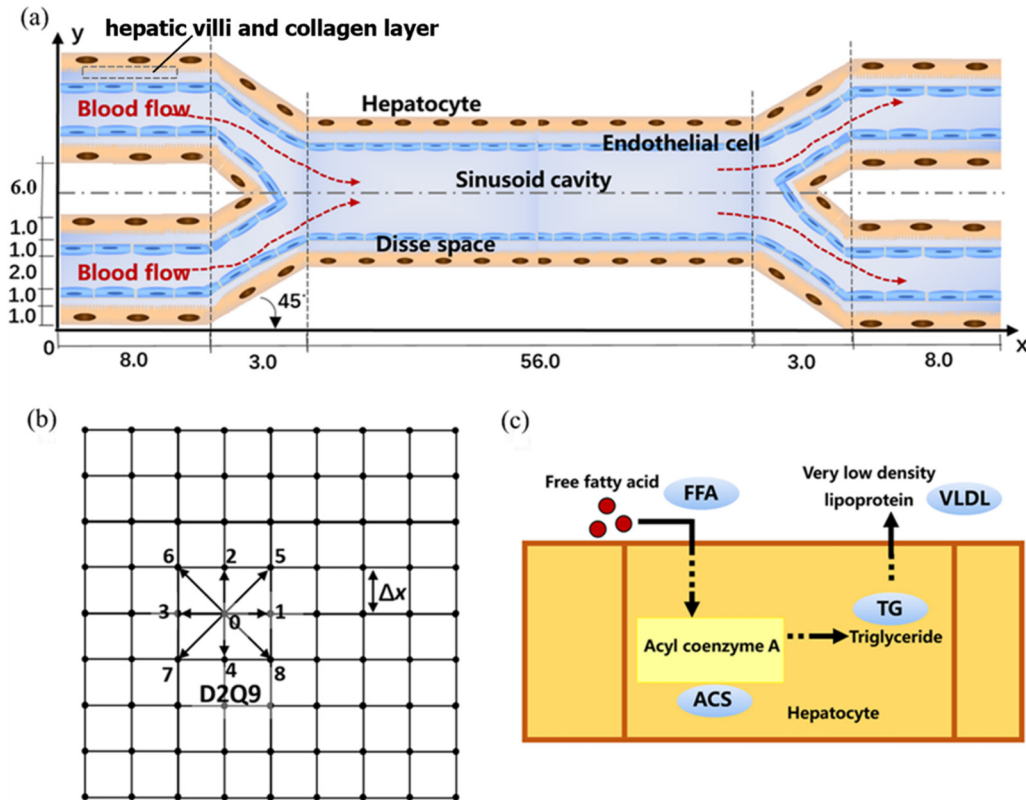 (a)
y
hepatic villi and collagen layer
Blood flow
Hepatocyte
Endothelial cell
6.0
Sinusoid cavity
1.0
1.0
Disse space
2.0
Blood flow
1.0
1.0
45°
x
0
8.0
3.0
56.0
3.0
8.0
(b)
6
2
5
Δx
3
0
1
7
4
8
D2Q9
(c)
Free fatty acid
FFA
Very low density
lipoprotein
VLDL
TG
Acyl coenzyme A
Triglyceride
ACS
Hepatocyte